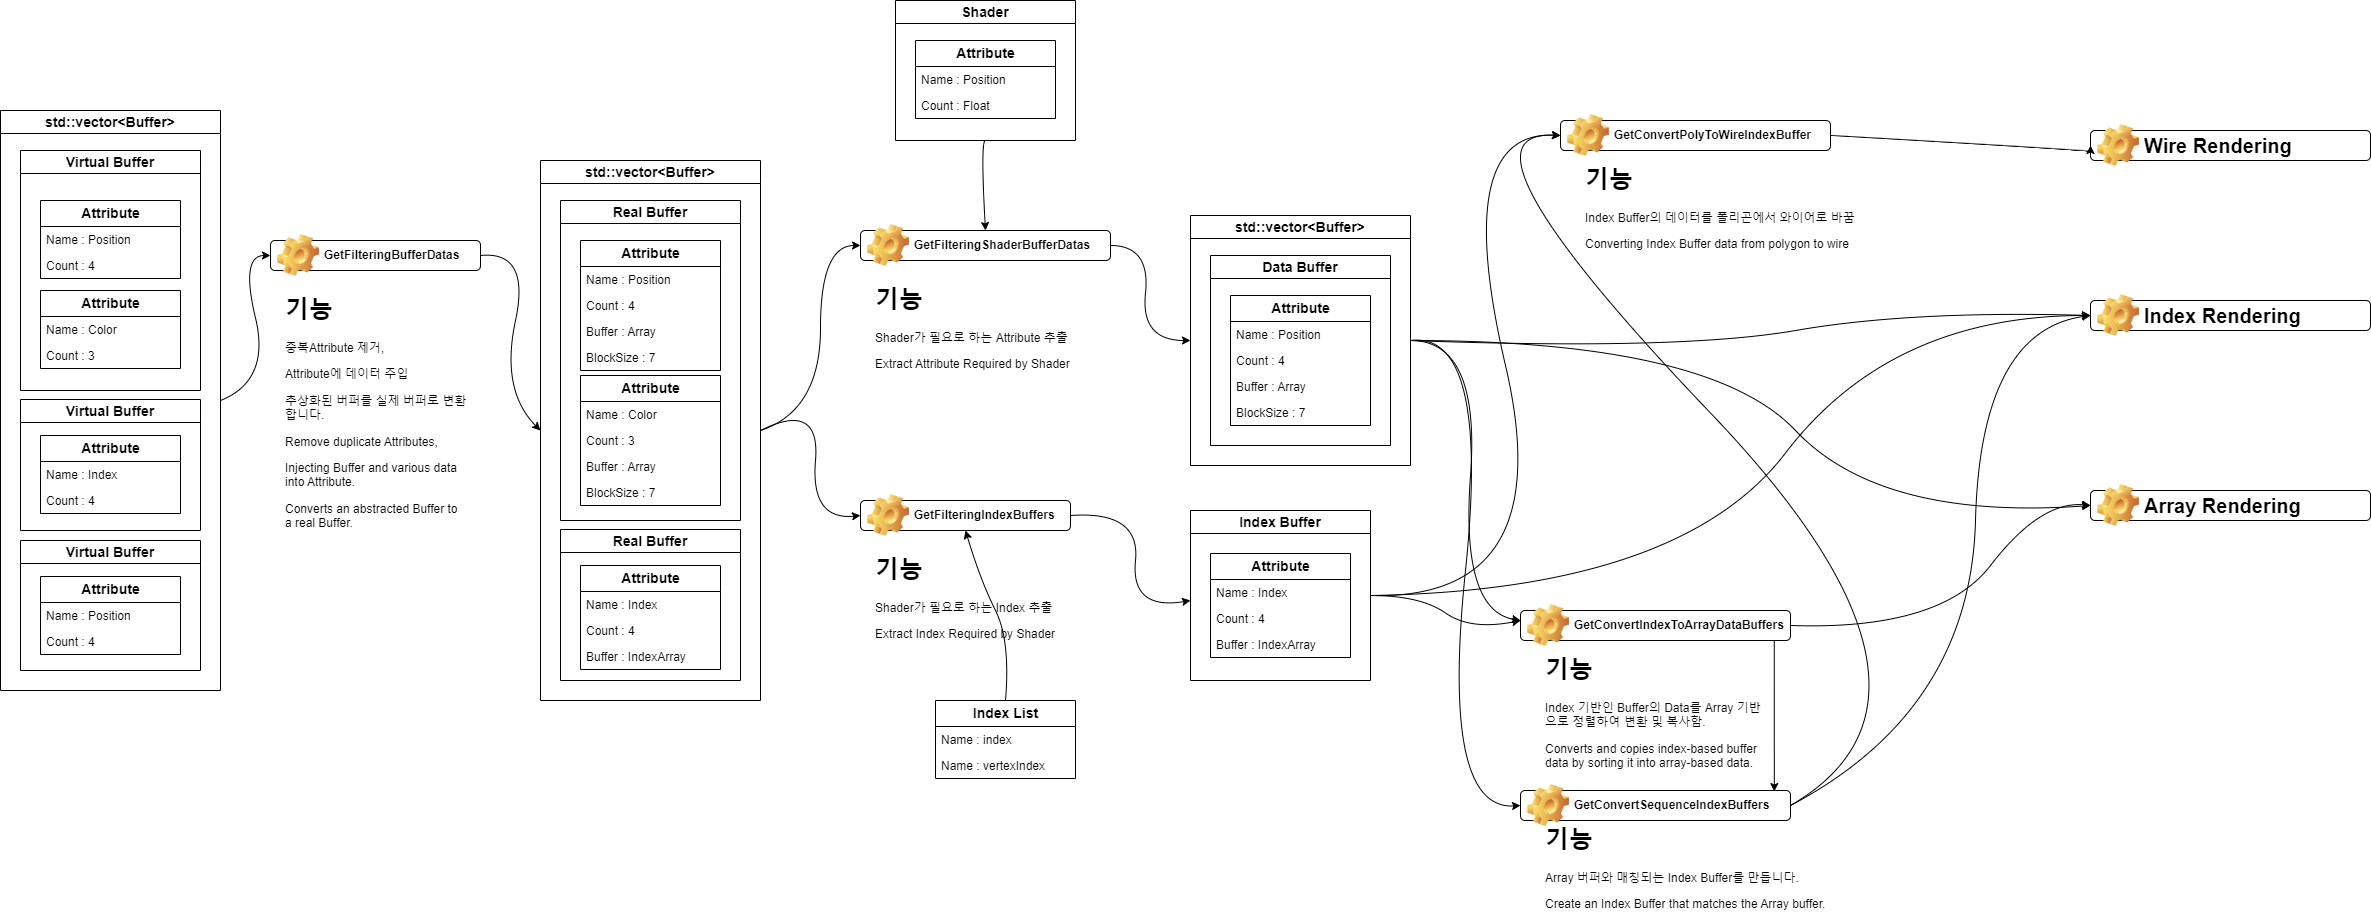 std::vector<Buffer>
Virtual Buffer
Attribute
Name : Position
Count : 4
Attribute
Name : Color
Count : 3
Virtual Buffer
Attribute
Name : Index
Count : 4
Virtual Buffer
Attribute
Name : Position
Count : 4
GetFilteringBufferDatas
기능
중복Attribute 제거,
Attribute에 데이터 주입
추상화된 버퍼를 실제 버퍼로 변환
합니다.
Remove duplicate Attributes,
Injecting Buffer and various data
into Attribute.
Converts an abstracted Buffer to
a real Buffer.
std::vector<Buffer>
Real Buffer
Attribute
Name : Position
Count : 4
Buffer : Array
BlockSize : 7
Attribute
Name : Color
Count : 3
Buffer : Array
BlockSize : 7
Real Buffer
Attribute
Name : Index
Count : 4
Buffer : IndexArray
Shader
Attribute
Name : Position
Count : Float
GetFilteringShaderBufferDatas
기능
Shader가 필요로 하는 Attribute 추출
Extract Attribute Required by Shader
GetFilteringIndexBuffers
기능
Shader가 필요로 하는 Index 추출
Extract Index Required by Shader
Index List
Name : index
Name : vertexIndex
std::vector<Buffer>
Data Buffer
Attribute
Name : Position
Count : 4
Buffer : Array
BlockSize : 7
Index Buffer
Attribute
Name : Index
Count : 4
Buffer : IndexArray
GetConvertPolyToWireIndexBuffer
기능
Index Buffer의 데이터를 폴리곤에서 와이어로 바꿈
Converting Index Buffer data from polygon to wire
GetConvertIndexToArrayDataBuffers
기능
Index 기반인 Buffer의 Data를 Array 기반
으로 정렬하여 변환 및 복사함.
Converts and copies index-based buffer
data by sorting it into array-based data.
GetConvertSequenceIndexBuffers
기능
Array 버퍼와 매칭되는 Index Buffer를 만듭니다.
Create an Index Buffer that matches the Array buffer.
Wire Rendering
Index Rendering
Array Rendering